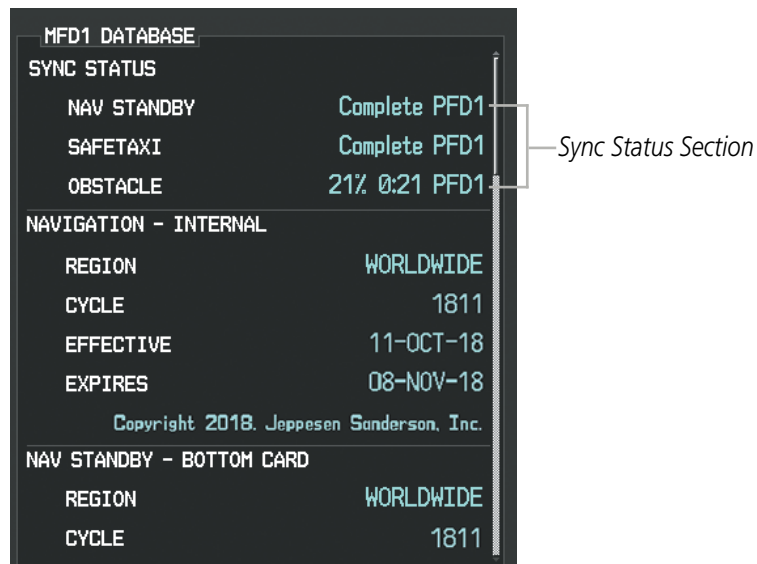 MFD1 DATABASE
SYNC STATUS
NAV STANDBY Complete PFD1
SAFETAXI Complete PFD1
OBSTACLE 21% 0:21 PFD1
Sync Status Section
NAVIGATION - INTERNAL
REGION WORLDWIDE
CYCLE 1811
EFFECTIVE 11-OCT-18
EXPIRES 08-NOV-18
Copyright 2018. Jeppesen Sanderson, Inc.
NAV STANDBY - BOTTOM CARD
REGION WORLDWIDE
CYCLE 1811